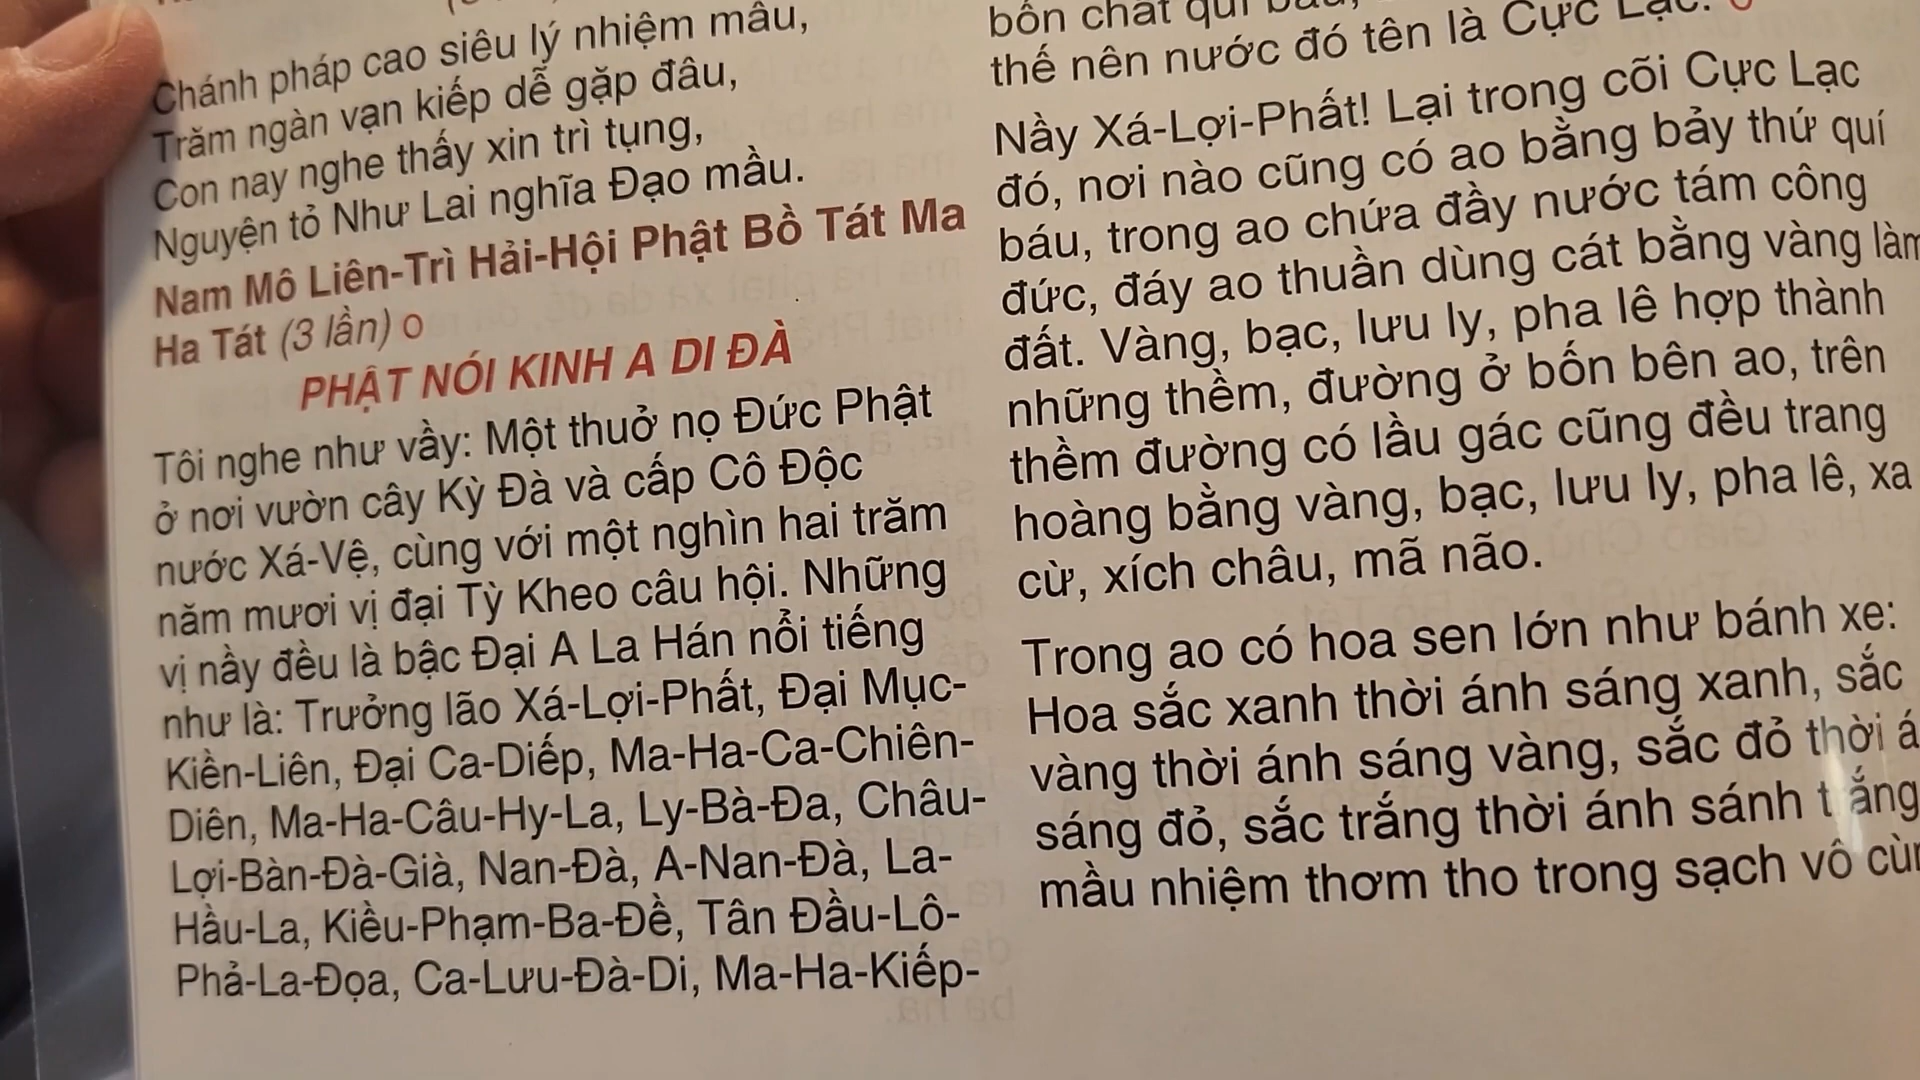 Chánh pháp cao siêu lý nhiệm mầu,
Trăm ngàn vạn kiếp dễ gặp đâu,
Con nay nghe thấy xin trì tụng,
Nguyện tỏ Như Lai nghĩa Đạo mầu.
Nam Mô Liên-Trì Hải-Hội Phật Bồ Tát Ma
Ha Tát (3 lần) o
PHẬT NÓI KINH A DI ĐÀ
Tôi nghe như vầy: Một thuở nọ Đức Phật
ở nơi vườn cây Kỳ Đà và cấp Cô Độc
nước Xá-Vệ, cùng với một nghìn hai trăm
năm mươi vị đại Tỳ Kheo câu hội. Những
vị nầy đều là bậc Đại A La Hán nổi tiếng
như là: Trưởng lão Xá-Lợi-Phất, Đại Mục-
Kiền-Liên, Đại Ca-Diếp, Ma-Ha-Ca-Chiên-
Diên, Ma-Ha-Câu-Hy-La, Ly-Bà-Đa, Châu-
Lợi-Bàn-Đà-Già, Nan-Đà, A-Nan-Đà, La-
Hầu-La, Kiều-Phạm-Ba-Đề, Tân Đầu-Lô-
Phả-La-Đọa, Ca-Lưu-Đà-Di, Ma-Ha-Kiếp-
bốn chất quí
thế nên nước đó tên là Cực Lạc. o
Nầy Xá-Lợi-Phất! Lại trong cõi Cực Lạc
đó, nơi nào cũng có ao bằng bảy thứ quí
báu, trong ao chứa đầy nước tám công
đức, đáy ao thuần dùng cát bằng vàng làm
đất. Vàng, bạc, lưu ly, pha lê hợp thành
những thềm, đường ở bốn bên ao, trên
thềm đường có lầu gác cũng đều trang
hoàng bằng vàng, bạc, lưu ly, pha lê, xa
cừ, xích châu, mã não.
Trong ao có hoa sen lớn như bánh xe:
Hoa sắc xanh thời ánh sáng xanh, sắc
vàng thời ánh sáng vàng, sắc đỏ thời
sáng đỏ, sắc trắng thời ánh sánh trắng
mầu nhiệm thơm tho trong sạch vô